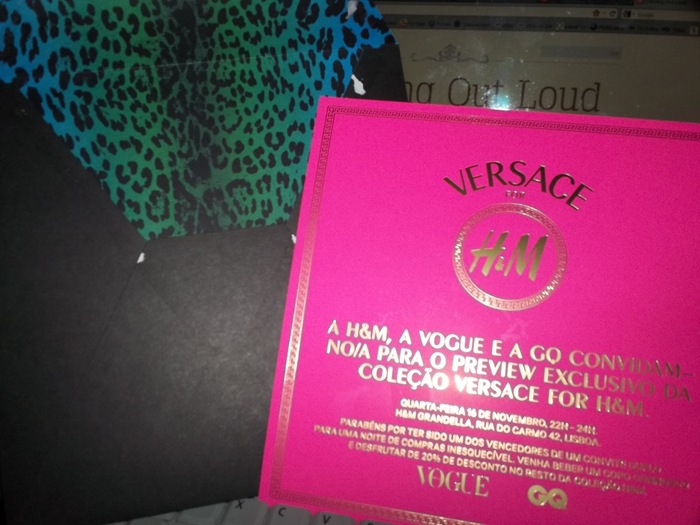 ng Out Loud
VERSACE
FOR
H&M
A H&M, A VOGUE E A GQ CONVIDAM-
NO/A PARA O PREVIEW EXCLUSIVO DA
COLEÇÃO VERSACE FOR H&M.
QUARTA-FEIRA 16 DE NOVEMBRO, 22H - 24H.
H&M GRANDELLA, RUA DO CARMO 42, LISBOA.
PARABÉNS POR TER SIDO UM DOS VENCEDORES DE UM CONVITE DUPLO
PARA UMA NOITE DE COMPRAS INESQUECÍVEL. VENHA BEBER UM COPO
E DESFRUTAR DE 20% DE DESCONTO NO RESTO DA COLEÇÃO H&M.
VOGUE GQ